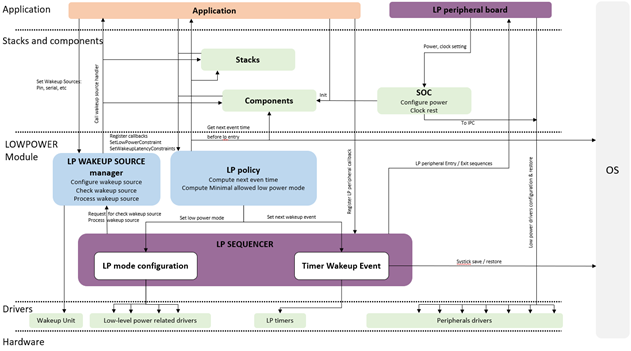 Application
Application
LP peripheral board
Stacks and components
Power, clock setting
Stacks
Set Wakeup Sources:
Pin, serial, etc
Call wakeup source handler
Components
Init
SOC
Configure power
Clock rest
To IPC
Get next event time
before lp entry
Register callbacks
SetLowPowerConstraint
SetWakeupLatencyConstraints
LOWPOWER
Module
LP WAKEUP SOURCE
manager
Configure wakeup source
Check wakeup source
Process wakeup source
LP policy
Compute next even time
Compute Minimal allowed low power mode
Register LP peripheral callback
LP peripheral Entry / Exit sequences
Low power drivers configuration & restore
OS
Request for check wakeup source
Process wakeup source
Set low power mode
Set next wakeup event
LP SEQUENCER
LP mode configuration
Timer Wakeup Event
Systick save / restore
Drivers
Wakeup Unit
Low-level power related drivers
LP timers
Peripherals drivers
Hardware